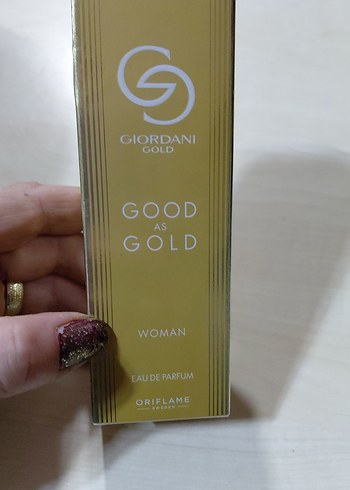 GIORDANI
GOLD
GOOD
AS
GOLD
WOMAN
EAU DE PARFUM
ORIFLAME
SWEDEN